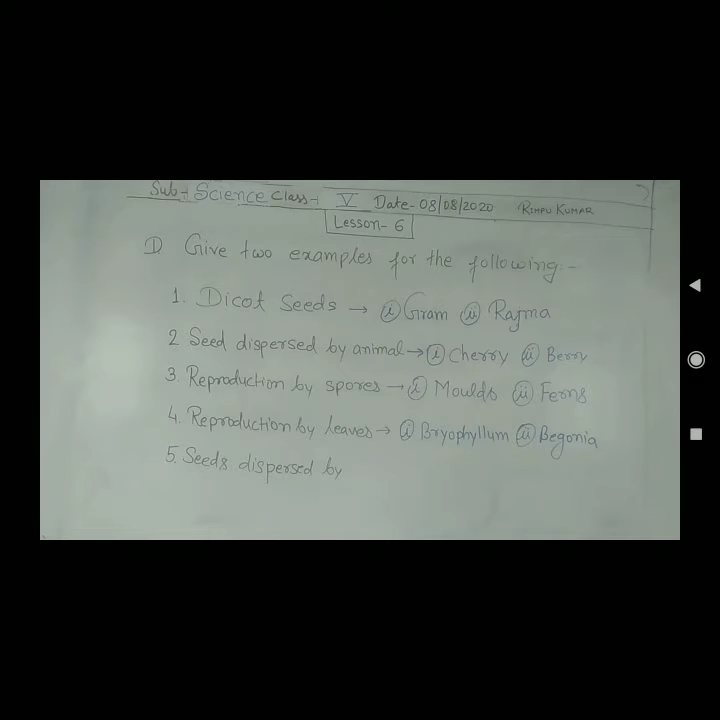 Sub- Science Class- V Date- 08/08/2020 RIMPU KUMAR
Lesson- 6
D Give two examples for the following:-
1. Dicot Seeds → (i) Gram (ii) Rajma
2 Seed dispersed by animal → (i) Cherry (ii) Berry
3. Reproduction by spores → (i) Moulds (ii) Ferns
4. Reproduction by leaves → (i) Bryophyllum (ii) Begonia
5. Seeds dispersed by